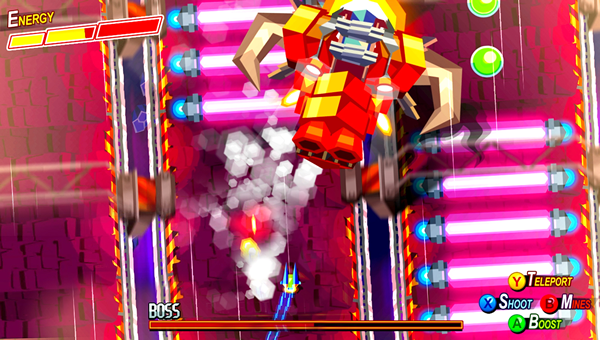 ENERGY
Y TELEPORT
X SHOOT B MINES
A BOOST
BOSS